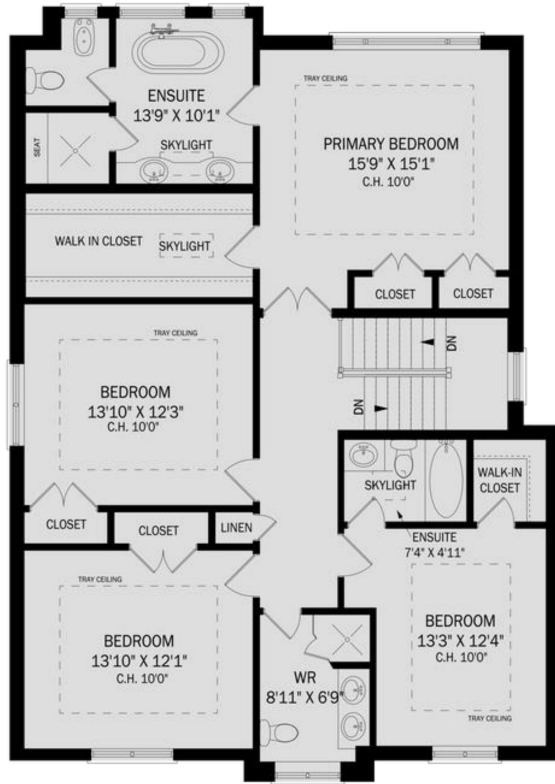 TRAY CEILING
ENSUITE
13'9" X 10'1"
SKYLIGHT
SEAT
PRIMARY BEDROOM
15'9" X 15'1"
C.H. 10'0"
WALK IN CLOSET
SKYLIGHT
CLOSET
CLOSET
TRAY CEILING
BEDROOM
13'10" X 12'3"
C.H. 10'0"
DN
DN
CLOSET
CLOSET
LINEN
SKYLIGHT
WALK-IN
CLOSET
ENSUITE
7'4" X 4'11"
TRAY CEILING
BEDROOM
13'10" X 12'1"
C.H. 10'0"
BEDROOM
13'3" X 12'4"
C.H. 10'0"
TRAY CEILING
WR
8'11" X 6'9"